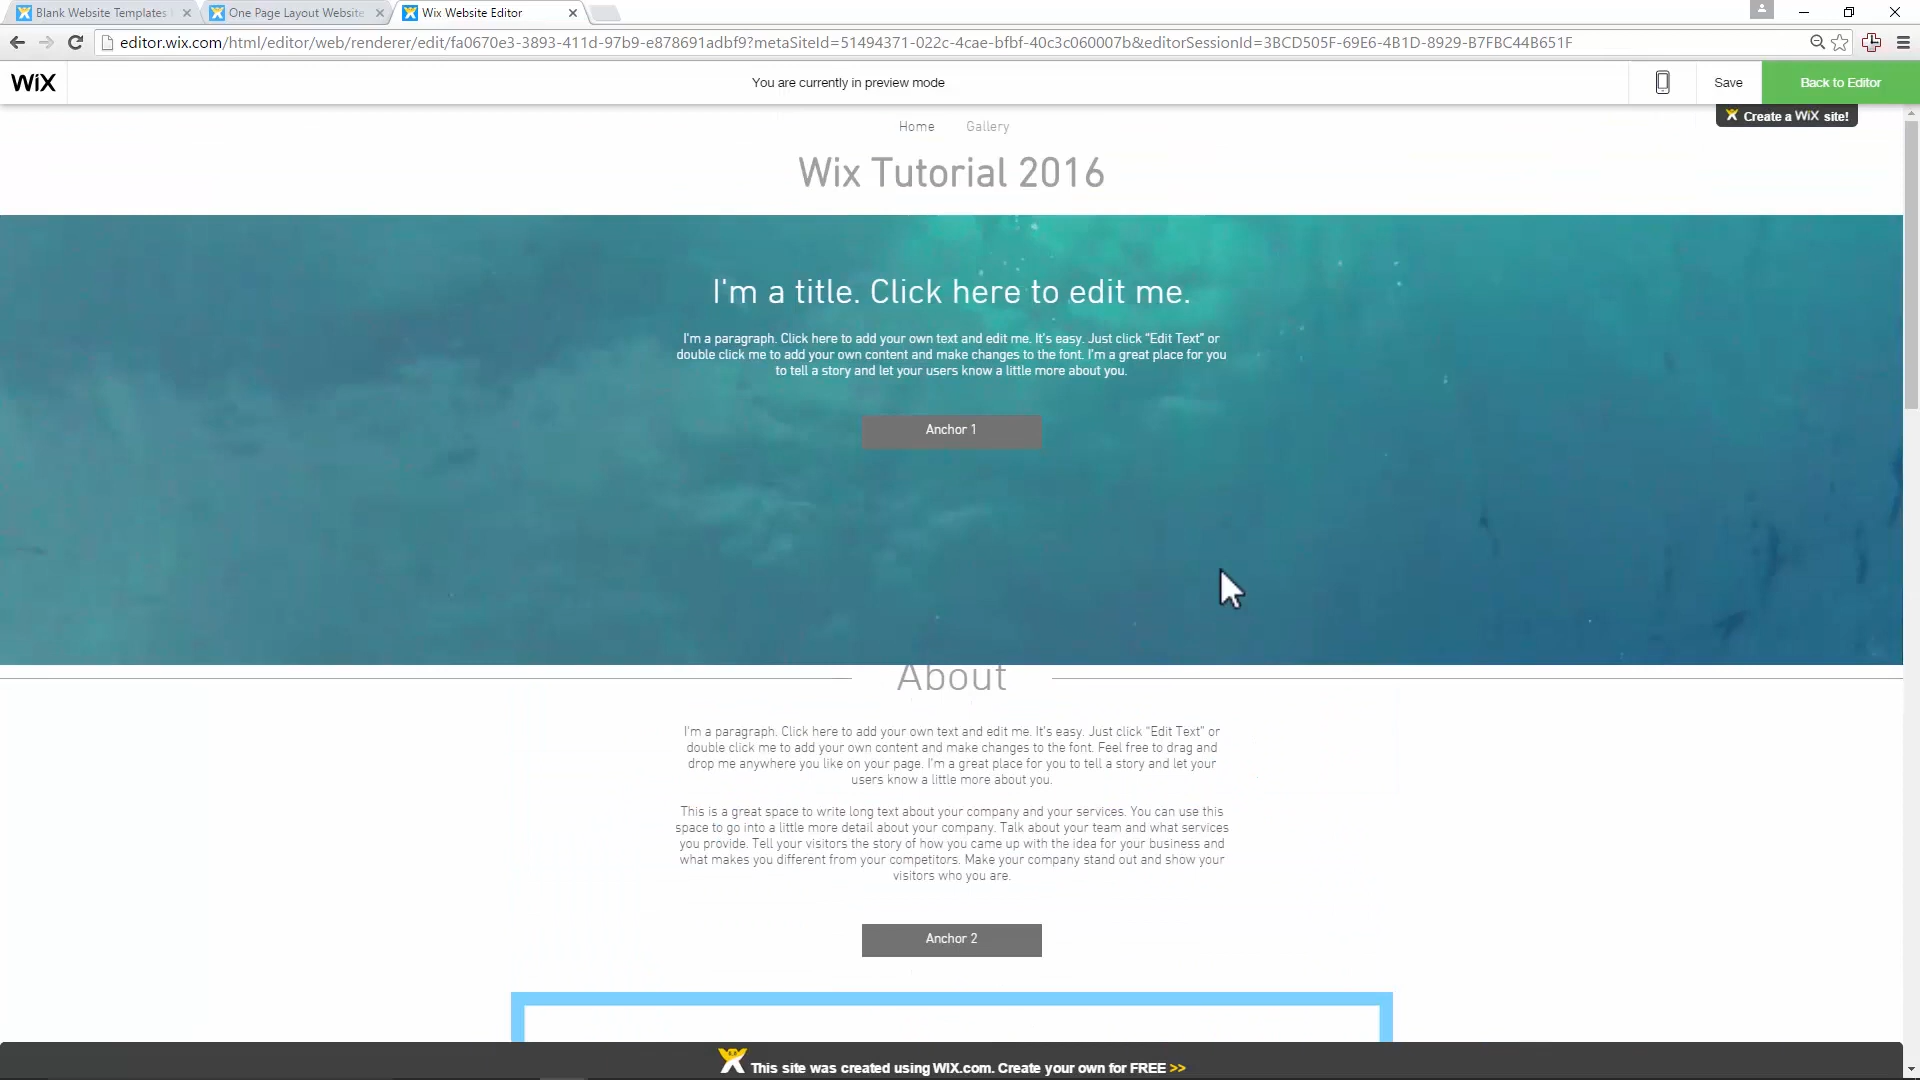 Blank Website Templates
One Page Layout Website
Wix Website Editor
editor.wix.com/html/editor/web/renderer/edit/fa0670e3-3893-411d-97b9-e878691adbf9?metaSiteId=51494371-022c-4cae-bfbf-40c3c060007b&editorSessionId=3BCD505F-69E6-4B1D-8929-B7FBC44B651F
WiX
You are currently in preview mode
Save
Back to Editor
Create a WiX site!
Home
Gallery
Wix Tutorial 2016
I'm a title. Click here to edit me.
I'm a paragraph. Click here to add your own text and edit me. It's easy. Just click “Edit Text” or
double click me to add your own content and make changes to the font. I'm a great place for you
to tell a story and let your users know a little more about you.
Anchor 1
About
I'm a paragraph. Click here to add your own text and edit me. It's easy. Just click “Edit Text” or
double click me to add your own content and make changes to the font. Feel free to drag and
drop me anywhere you like on your page. I'm a great place for you to tell a story and let your
users know a little more about you.
This is a great space to write long text about your company and your services. You can use this
space to go into a little more detail about your company. Talk about your team and what services
you provide. Tell your visitors the story of how you came up with the idea for your business and
what makes you different from your competitors. Make your company stand out and show your
visitors who you are.
Anchor 2
This site was created using WIX.com. Create your own for FREE >>